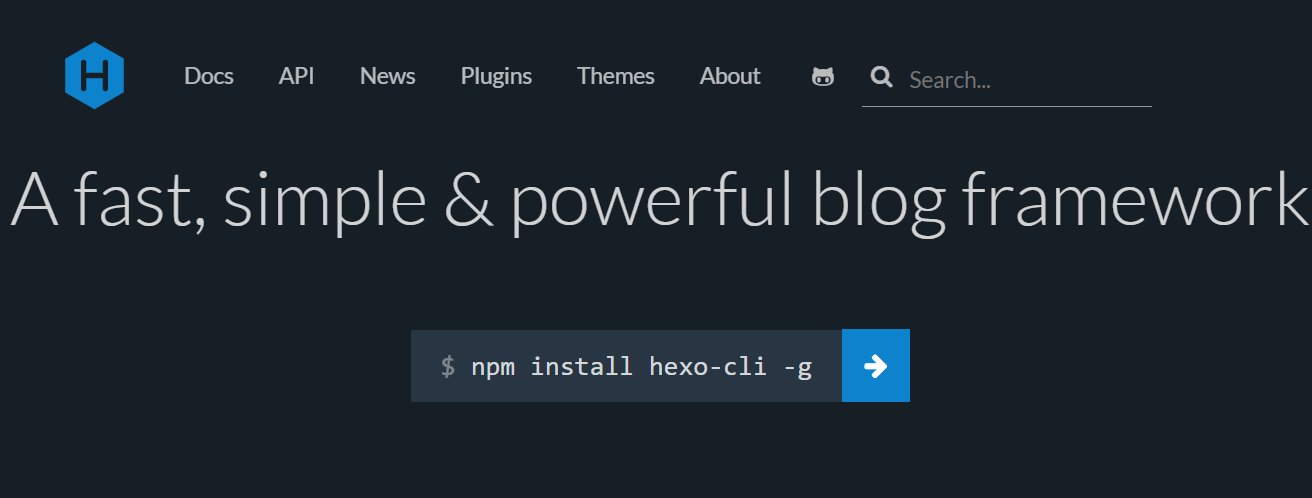 H Docs API News Plugins Themes About Search...
A fast, simple & powerful blog framework
$ npm install hexo-cli -g